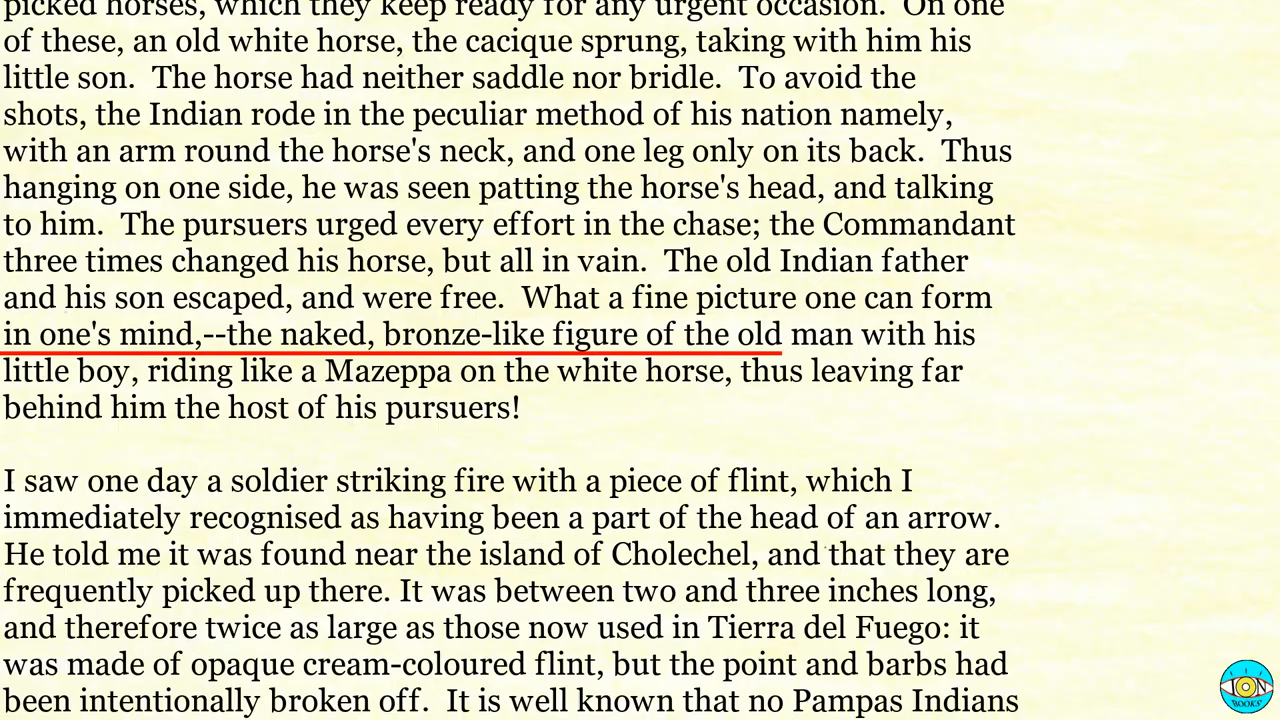 picked horses, which they keep ready for any urgent occasion.  On one
of these, an old white horse, the cacique sprung, taking with him his
little son.  The horse had neither saddle nor bridle.  To avoid the
shots, the Indian rode in the peculiar method of his nation namely,
with an arm round the horse's neck, and one leg only on its back.  Thus
hanging on one side, he was seen patting the horse's head, and talking
to him.  The pursuers urged every effort in the chase; the Commandant
three times changed his horse, but all in vain.  The old Indian father
and his son escaped, and were free.  What a fine picture one can form
in one's mind,--the naked, bronze-like figure of the old man with his
little boy, riding like a Mazeppa on the white horse, thus leaving far
behind him the host of his pursuers!

I saw one day a soldier striking fire with a piece of flint, which I
immediately recognised as having been a part of the head of an arrow.
He told me it was found near the island of Cholechel, and that they are
frequently picked up there. It was between two and three inches long,
and therefore twice as large as those now used in Tierra del Fuego: it
was made of opaque cream-coloured flint, but the point and barbs had
been intentionally broken off.  It is well known that no Pampas Indians
ION
BOOKS